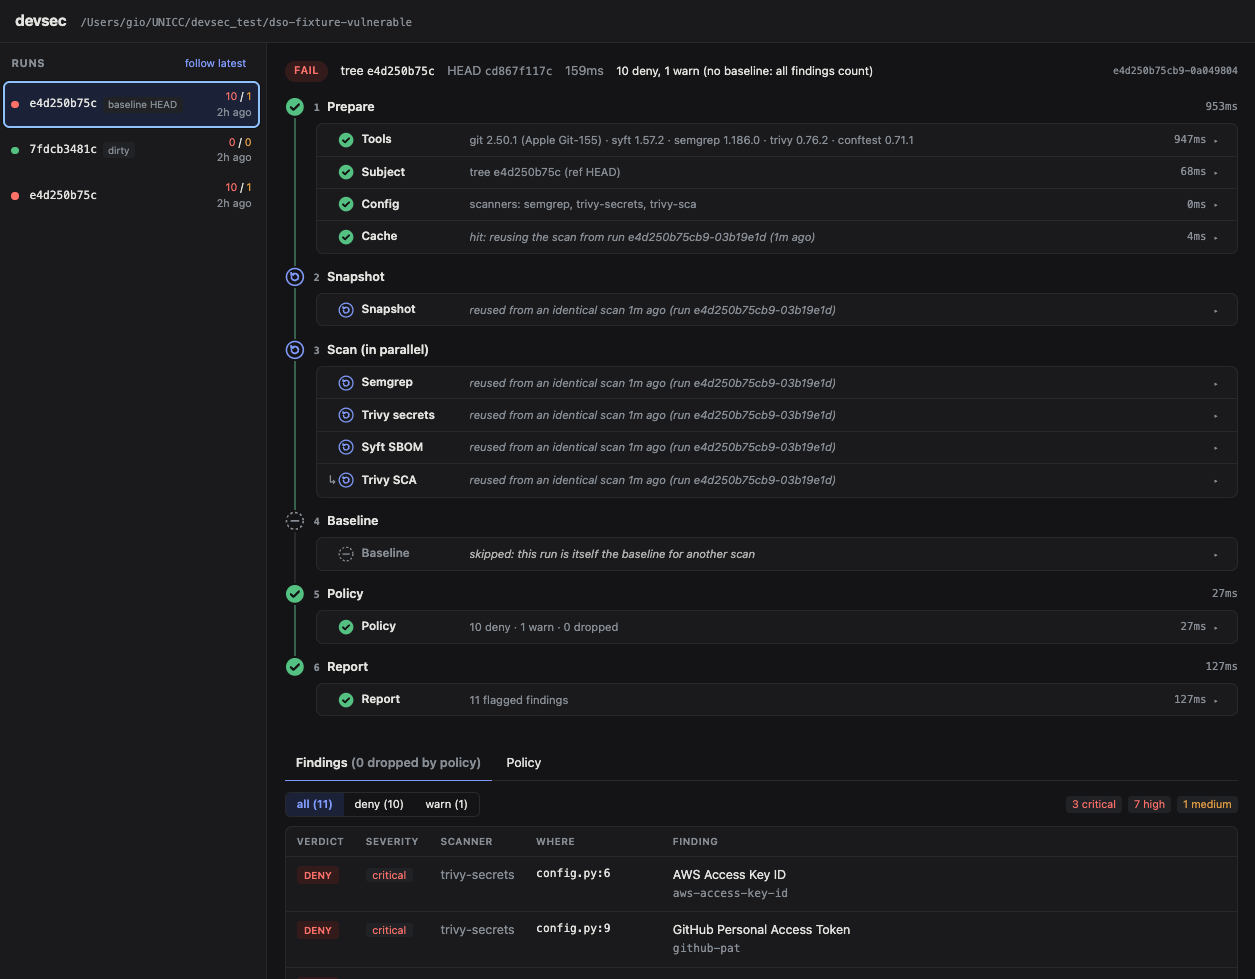 devsec /Users/gio/UNICC/devsec_test/dso-fixture-vulnerable
RUNS follow latest
e4d250b75c baseline HEAD 10 / 1
2h ago
7fdcb3481c dirty 0 / 0
2h ago
e4d250b75c 10 / 1
2h ago
FAIL tree e4d250b75c HEAD cd867f117c 159ms 10 deny, 1 warn (no baseline: all findings count) e4d250b75cb9-0a049804
1 Prepare 953ms
Tools git 2.50.1 (Apple Git-155) · syft 1.57.2 · semgrep 1.186.0 · trivy 0.76.2 · conftest 0.71.1 947ms
Subject tree e4d250b75c (ref HEAD) 68ms
Config scanners: semgrep, trivy-secrets, trivy-sca 0ms
Cache hit: reusing the scan from run e4d250b75cb9-03b19e1d (1m ago) 4ms
2 Snapshot
Snapshot reused from an identical scan 1m ago (run e4d250b75cb9-03b19e1d)
3 Scan (in parallel)
Semgrep reused from an identical scan 1m ago (run e4d250b75cb9-03b19e1d)
Trivy secrets reused from an identical scan 1m ago (run e4d250b75cb9-03b19e1d)
Syft SBOM reused from an identical scan 1m ago (run e4d250b75cb9-03b19e1d)
↳ Trivy SCA reused from an identical scan 1m ago (run e4d250b75cb9-03b19e1d)
4 Baseline
Baseline skipped: this run is itself the baseline for another scan
5 Policy 27ms
Policy 10 deny · 1 warn · 0 dropped 27ms
6 Report 127ms
Report 11 flagged findings 127ms
Findings (0 dropped by policy) Policy
all (11) deny (10) warn (1) 3 critical 7 high 1 medium
VERDICT SEVERITY SCANNER WHERE FINDING
DENY critical trivy-secrets config.py:6 AWS Access Key ID
aws-access-key-id
DENY critical trivy-secrets config.py:9 GitHub Personal Access Token
github-pat